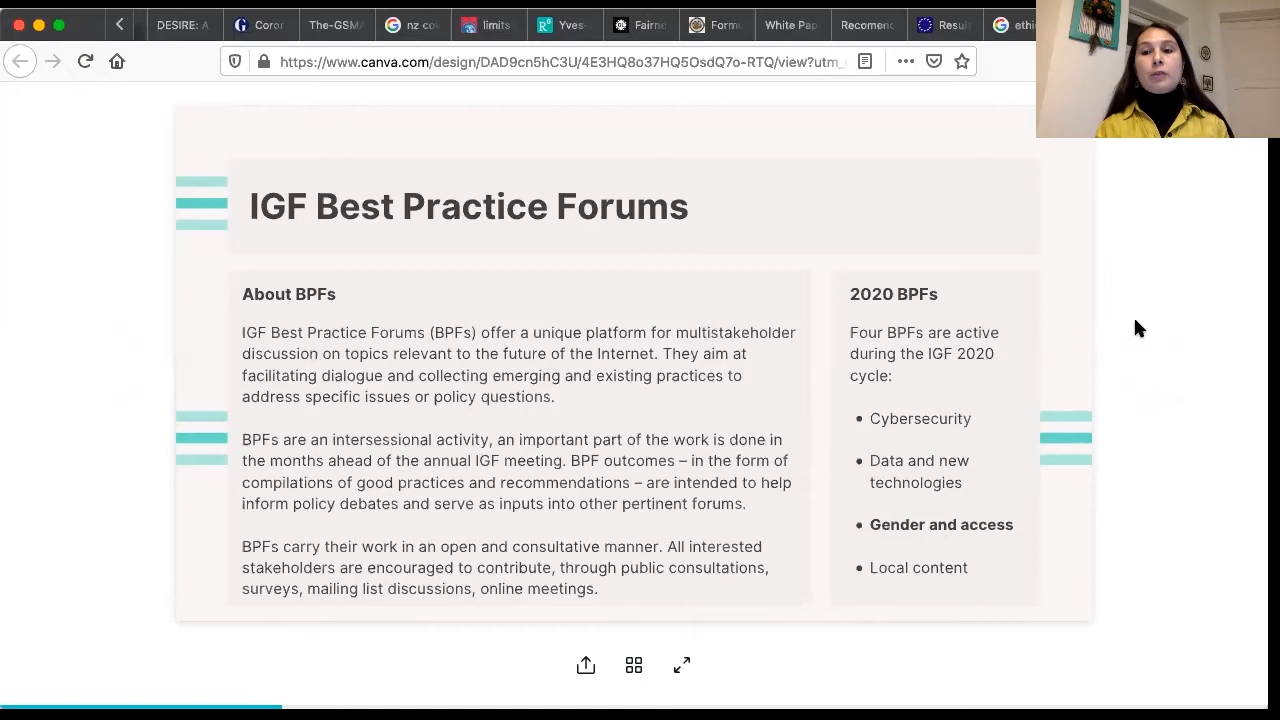 DESIRE: A
Coror
The-GSMA
nz cov
limits
Yves-
Fairne
Formu
White Pap
Recomenc
Result
ethic
https://www.canva.com/design/DAD9cn5hC3U/4E3HQ8o37HQ5OsdQ7o-RTQ/view?utm_
IGF Best Practice Forums
About BPFs
IGF Best Practice Forums (BPFs) offer a unique platform for multistakeholder
discussion on topics relevant to the future of the Internet. They aim at
facilitating dialogue and collecting emerging and existing practices to
address specific issues or policy questions.
BPFs are an intersessional activity, an important part of the work is done in
the months ahead of the annual IGF meeting. BPF outcomes – in the form of
compilations of good practices and recommendations – are intended to help
inform policy debates and serve as inputs into other pertinent forums.
BPFs carry their work in an open and consultative manner. All interested
stakeholders are encouraged to contribute, through public consultations,
surveys, mailing list discussions, online meetings.
2020 BPFs
Four BPFs are active
during the IGF 2020
cycle:
• Cybersecurity
• Data and new
technologies
• Gender and access
• Local content